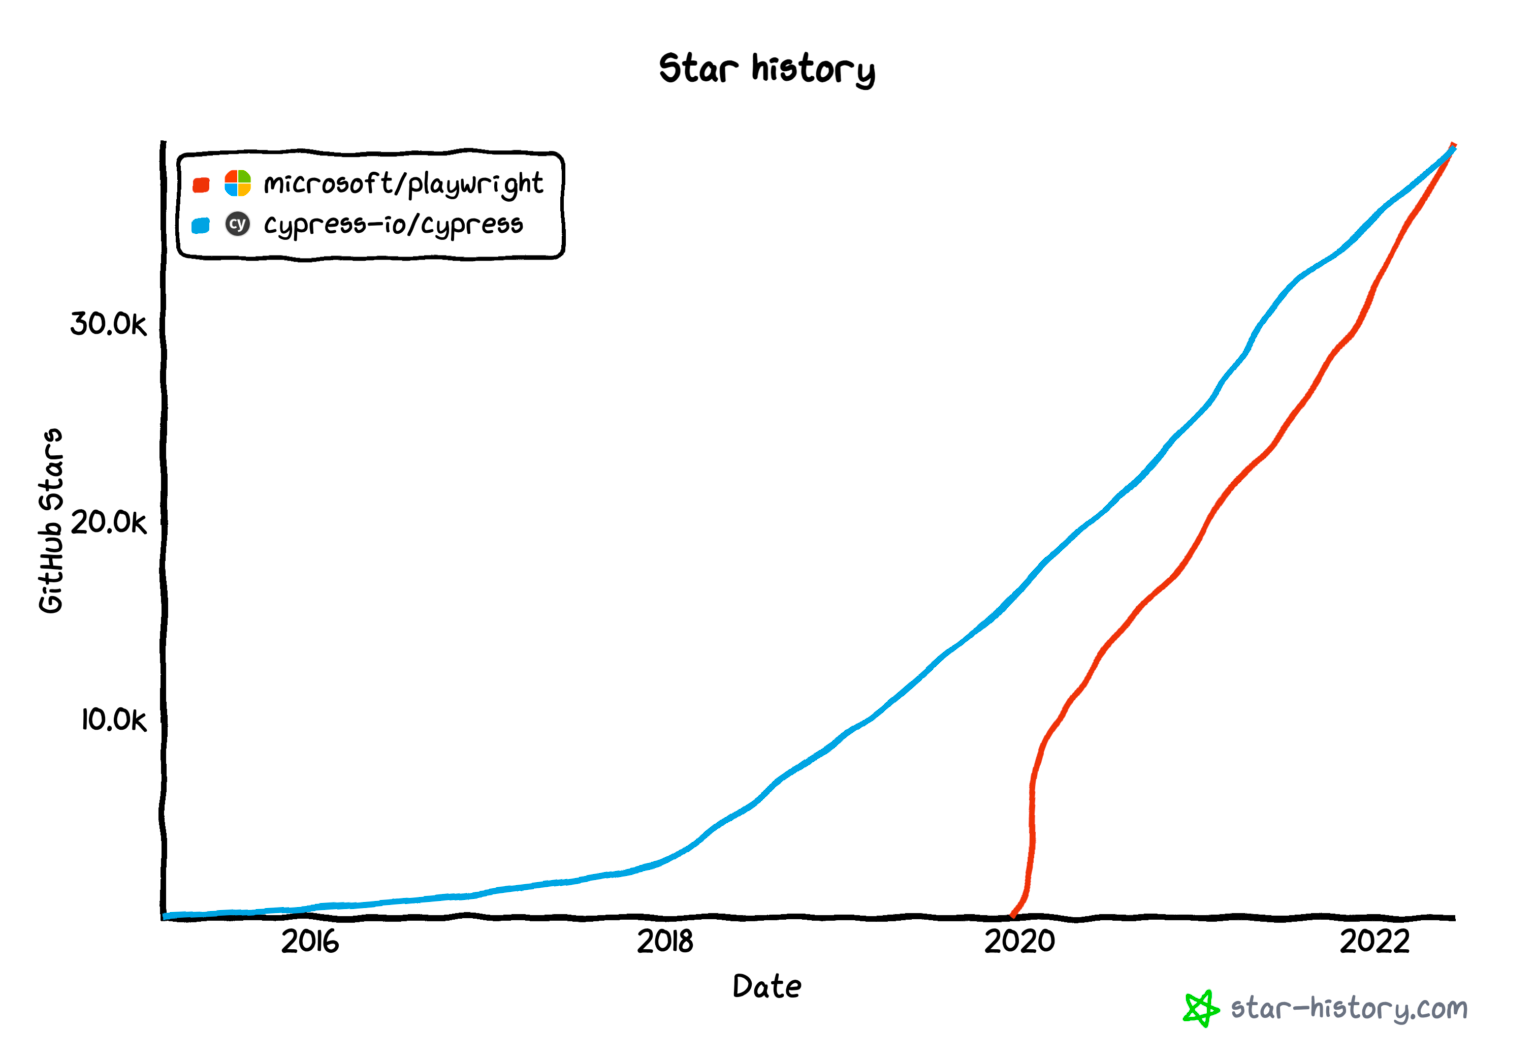 Star history
microsoft/playwright
cy cypress-io/cypress
GitHub Stars
30.0K
20.0K
10.0K
2016 2018 2020 2022
Date
star-history.com